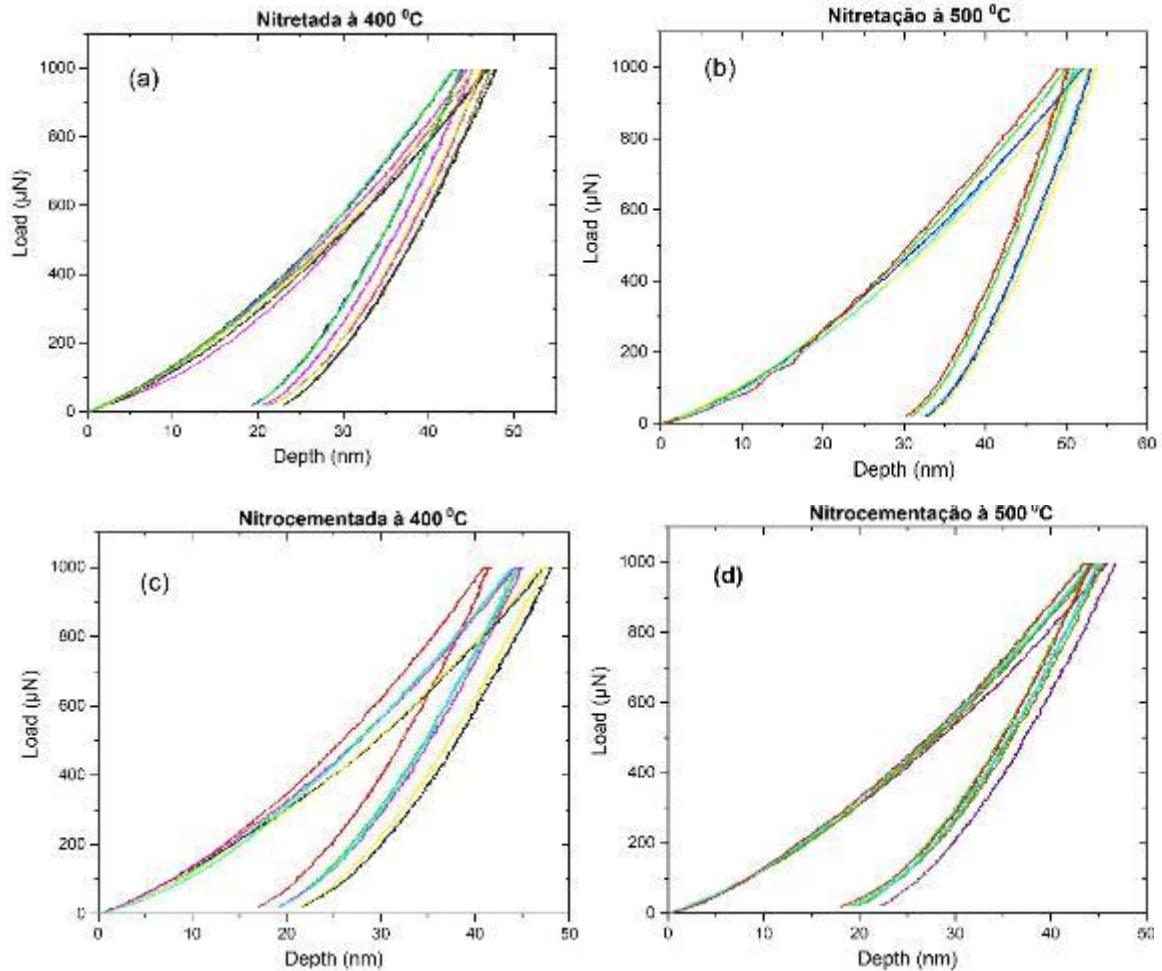 Nitretada à 400 ⁰C
(a)
Load (µN)
1000
800
600
400
200
0
0 10 20 30 40 50
Depth (nm)
Nitretação à 500 ⁰C
(b)
Load (µN)
1000
800
600
400
200
0
0 10 20 30 40 50 60
Depth (nm)
Nitrocementada à 400 ⁰C
(c)
Load (µN)
1000
800
600
400
200
0
0 10 20 30 40 50
Depth (nm)
Nitrocementação à 500 ⁰C
(d)
Load (µN)
1000
800
600
400
200
0
0 10 20 30 40 50
Depth (nm)